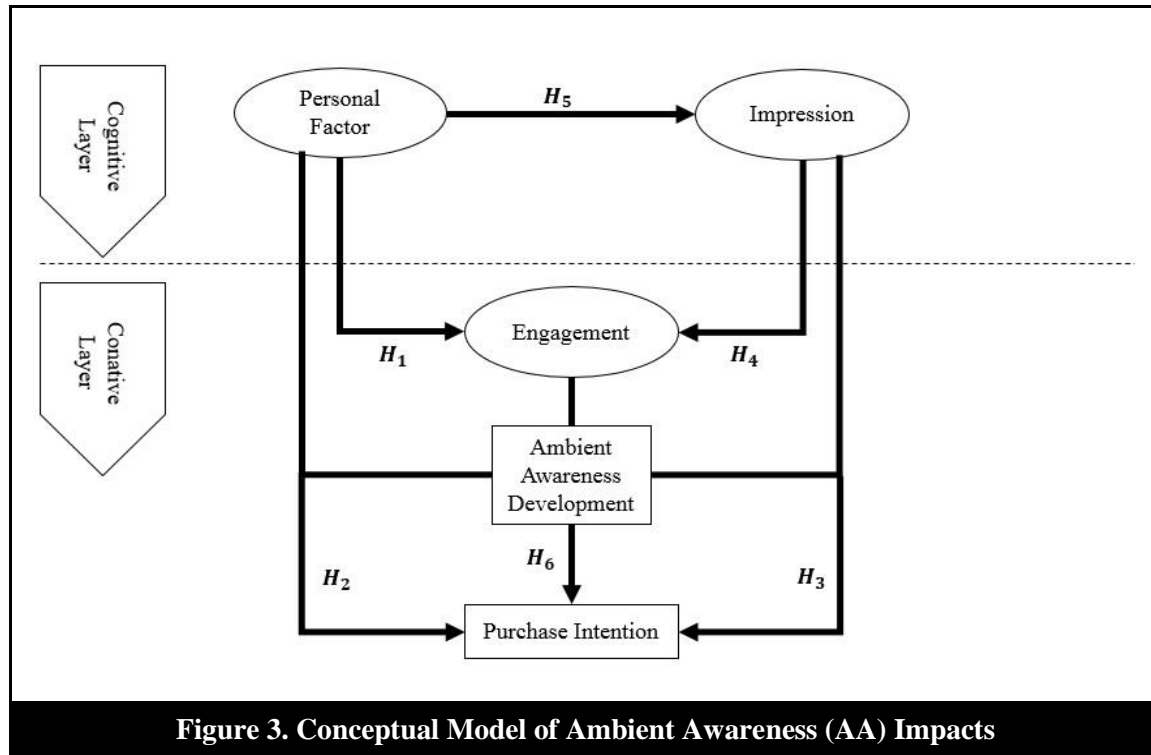 Cognitive
Layer
Personal
Factor
H5
Impression
Conative
Layer
Engagement
H1
H4
Ambient
Awareness
Development
H2
H6
H3
Purchase Intention
Figure 3. Conceptual Model of Ambient Awareness (AA) Impacts